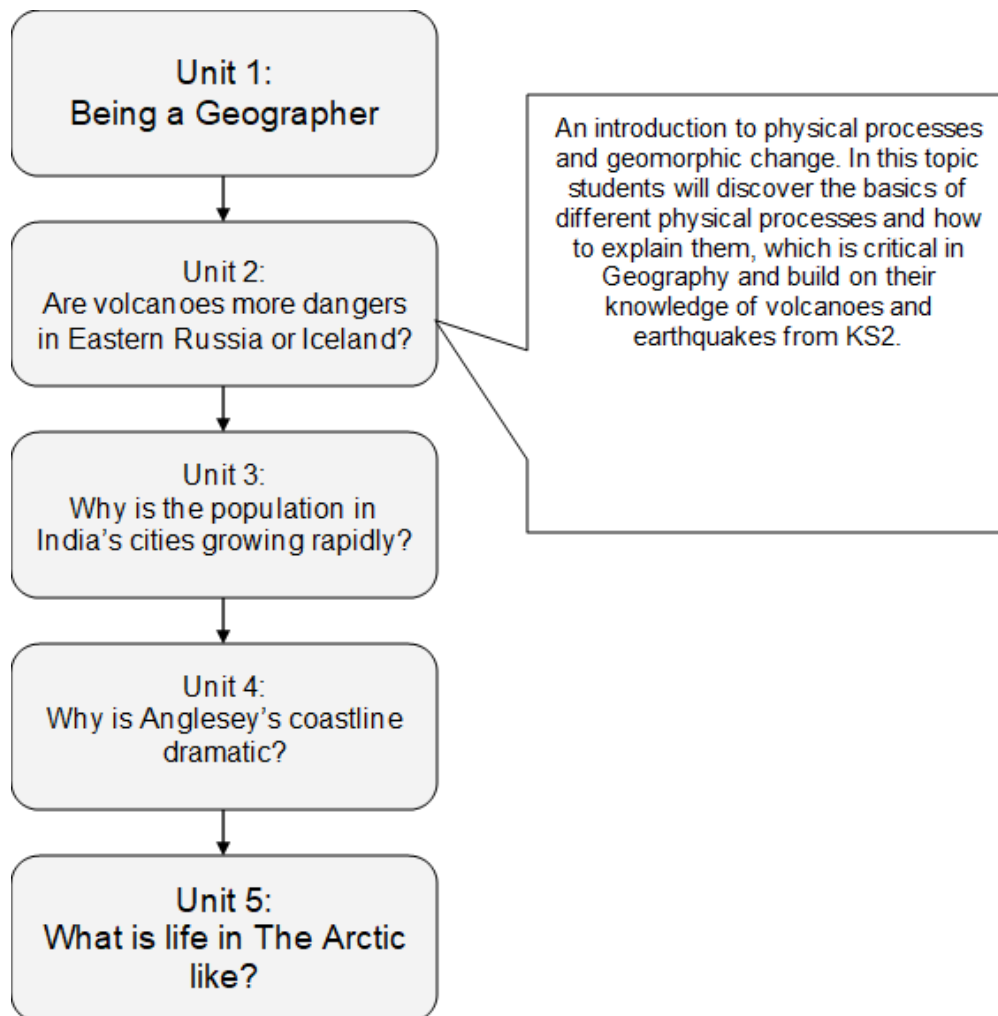 Unit 1:
Being a Geographer
Unit 2:
Are volcanoes more dangers
in Eastern Russia or Iceland?
An introduction to physical processes
and geomorphic change. In this topic
students will discover the basics of
different physical processes and how
to explain them, which is critical in
Geography and build on their
knowledge of volcanoes and
earthquakes from KS2.
Unit 3:
Why is the population in
India’s cities growing rapidly?
Unit 4:
Why is Anglesey’s coastline
dramatic?
Unit 5:
What is life in The Arctic
like?